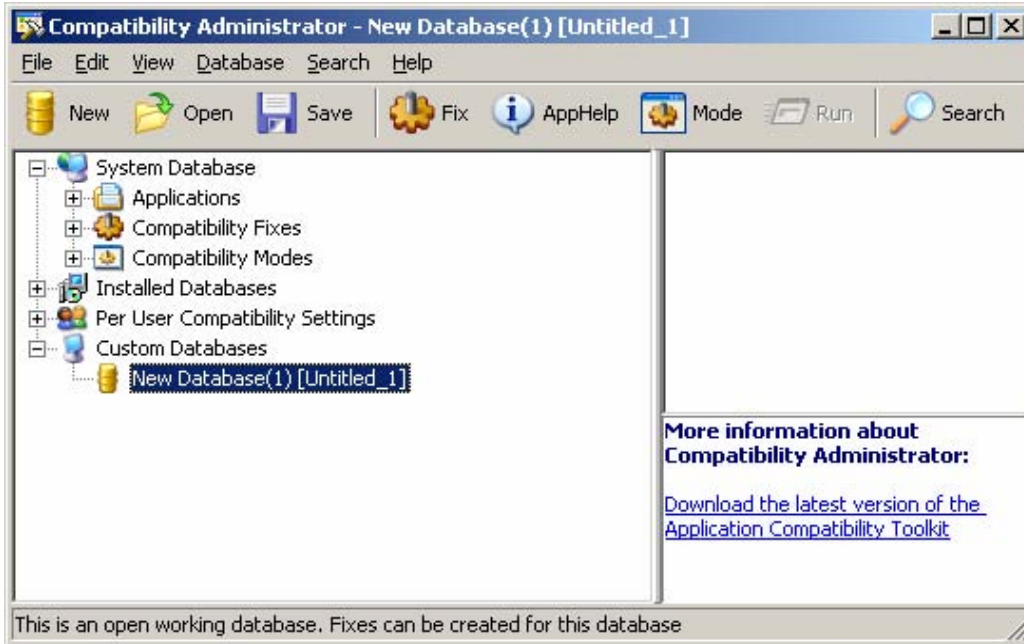 Compatibility Administrator - New Database(1) [Untitled_1]
File Edit View Database Search Help
New Open Save Fix AppHelp Mode Run Search
System Database
Applications
Compatibility Fixes
Compatibility Modes
Installed Databases
Per User Compatibility Settings
Custom Databases
New Database(1) [Untitled_1]
More information about
Compatibility Administrator:
Download the latest version of the
Application Compatibility Toolkit
This is an open working database. Fixes can be created for this database